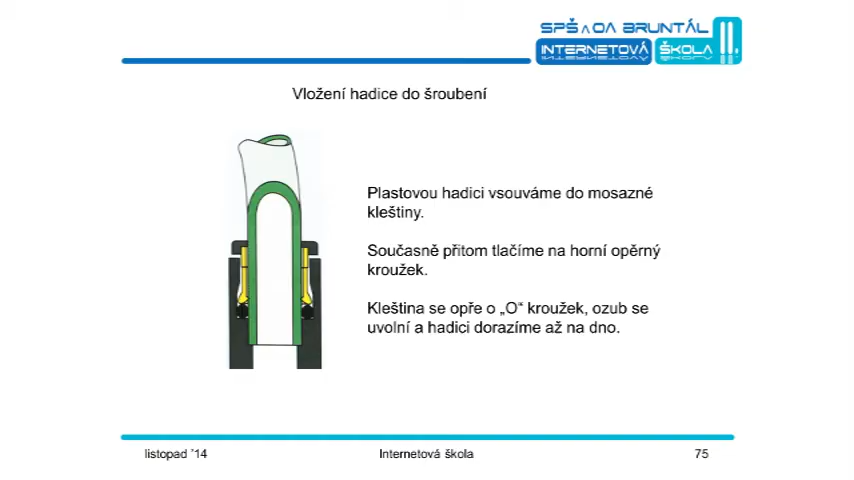 SPŠ A OA BRUNTÁL
INTERNETOVÁ ŠKOLA
Vložení hadice do šroubení
Plastovou hadici vsouváme do mosazné
kleštiny.
Současně přitom tlačíme na horní opěrný
kroužek.
Kleština se opře o „O“ kroužek, ozub se
uvolní a hadici dorazíme až na dno.
listopad ’14
Internetová škola
75